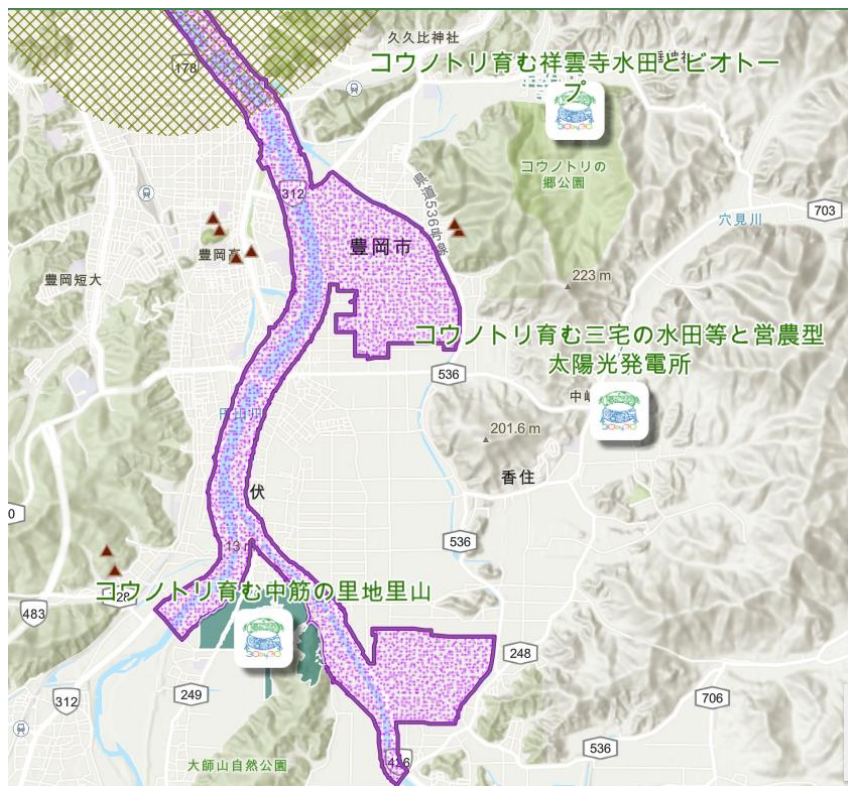 久久比神社
コウノトリ育む祥雲寺水田とビオトー
プ
178
コウノトリの
郷公園
312
県道536号線
703
穴見川
豊岡市
豊岡短大
223 m
コウノトリ育む三宅の水田等と営農型
太陽光発電所
536
円山川
201.6 m
香住
伏
536
13 m
コウノトリ育む中筋の里地里山
483
248
249
312
706
536
大師山自然公園
426